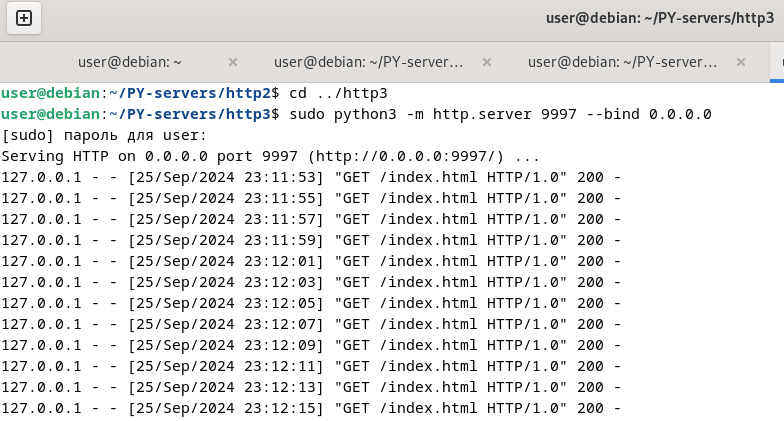 user@debian: ~/PY-servers/http3
user@debian: ~ × user@debian: ~/PY-server... × user@debian: ~/PY-server... ×
user@debian:~/PY-servers/http2$ cd ../http3
user@debian:~/PY-servers/http3$ sudo python3 -m http.server 9997 --bind 0.0.0.0
[sudo] пароль для user:
Serving HTTP on 0.0.0.0 port 9997 (http://0.0.0.0:9997/) ...
127.0.0.1 - - [25/Sep/2024 23:11:53] "GET /index.html HTTP/1.0" 200 -
127.0.0.1 - - [25/Sep/2024 23:11:55] "GET /index.html HTTP/1.0" 200 -
127.0.0.1 - - [25/Sep/2024 23:11:57] "GET /index.html HTTP/1.0" 200 -
127.0.0.1 - - [25/Sep/2024 23:11:59] "GET /index.html HTTP/1.0" 200 -
127.0.0.1 - - [25/Sep/2024 23:12:01] "GET /index.html HTTP/1.0" 200 -
127.0.0.1 - - [25/Sep/2024 23:12:03] "GET /index.html HTTP/1.0" 200 -
127.0.0.1 - - [25/Sep/2024 23:12:05] "GET /index.html HTTP/1.0" 200 -
127.0.0.1 - - [25/Sep/2024 23:12:07] "GET /index.html HTTP/1.0" 200 -
127.0.0.1 - - [25/Sep/2024 23:12:09] "GET /index.html HTTP/1.0" 200 -
127.0.0.1 - - [25/Sep/2024 23:12:11] "GET /index.html HTTP/1.0" 200 -
127.0.0.1 - - [25/Sep/2024 23:12:13] "GET /index.html HTTP/1.0" 200 -
127.0.0.1 - - [25/Sep/2024 23:12:15] "GET /index.html HTTP/1.0" 200 -